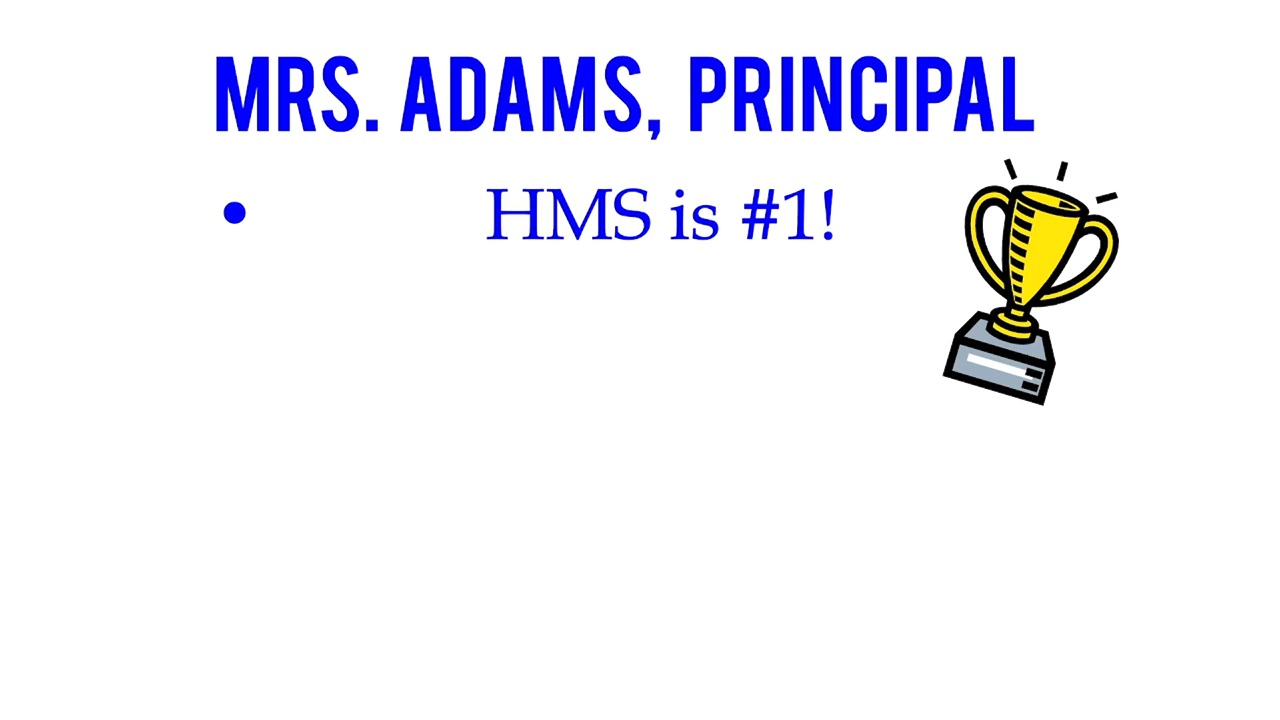 MRS. ADAMS, PRINCIPAL
• HMS is #1!